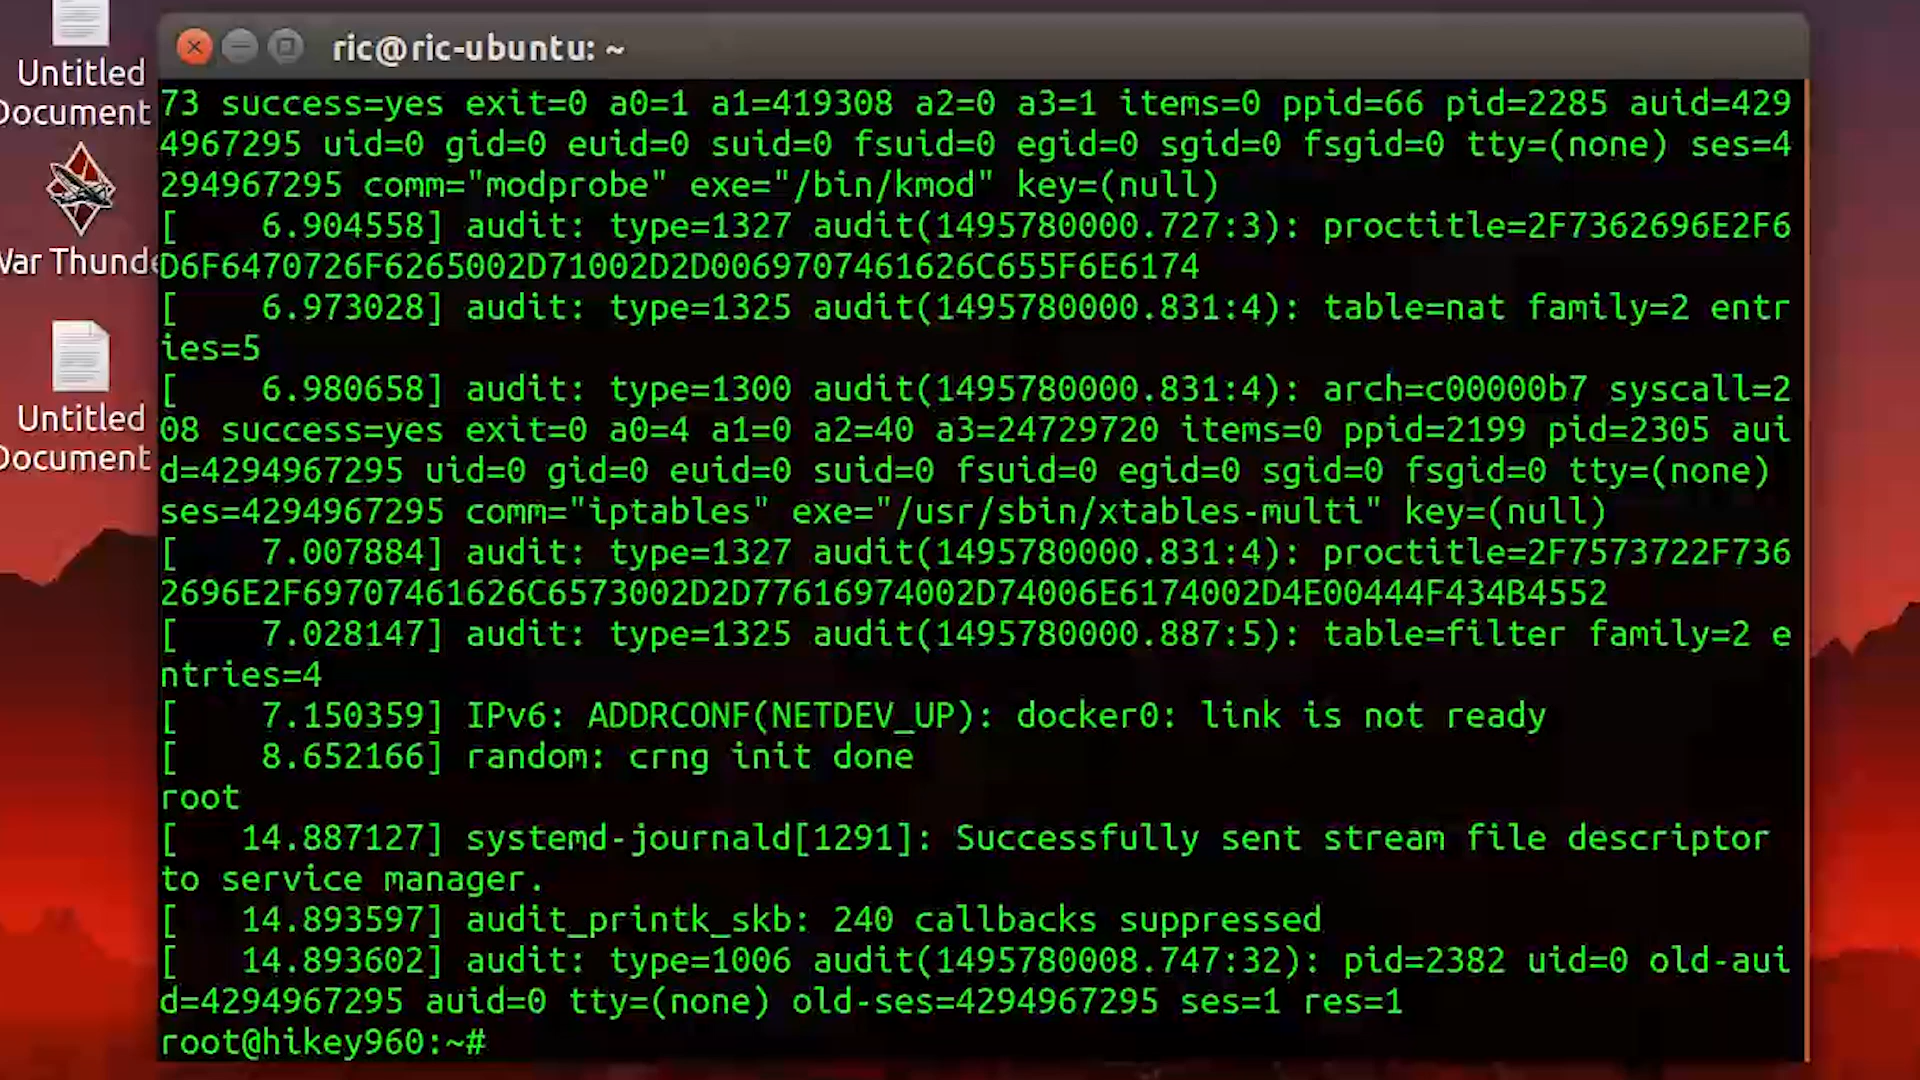 Untitled
Document
War Thunde
Untitled
Document
ric@ric-ubuntu: ~
73 success=yes exit=0 a0=1 a1=419308 a2=0 a3=1 items=0 ppid=66 pid=2285 auid=429
4967295 uid=0 gid=0 euid=0 suid=0 fsuid=0 egid=0 sgid=0 fsgid=0 tty=(none) ses=4
294967295 comm="modprobe" exe="/bin/kmod" key=(null)
[    6.904558] audit: type=1327 audit(1495780000.727:3): proctitle=2F7362696E2F6
D6F6470726F6265002D71002D2D0069707461626C655F6E6174
[    6.973028] audit: type=1325 audit(1495780000.831:4): table=nat family=2 entr
ies=5
[    6.980658] audit: type=1300 audit(1495780000.831:4): arch=c00000b7 syscall=2
08 success=yes exit=0 a0=4 a1=0 a2=40 a3=24729720 items=0 ppid=2199 pid=2305 aui
d=4294967295 uid=0 gid=0 euid=0 suid=0 fsuid=0 egid=0 sgid=0 fsgid=0 tty=(none)
ses=4294967295 comm="iptables" exe="/usr/sbin/xtables-multi" key=(null)
[    7.007884] audit: type=1327 audit(1495780000.831:4): proctitle=2F7573722F736
2696E2F69707461626C6573002D2D77616974002D74006E6174002D4E00444F434B4552
[    7.028147] audit: type=1325 audit(1495780000.887:5): table=filter family=2 e
ntries=4
[    7.150359] IPv6: ADDRCONF(NETDEV_UP): docker0: link is not ready
[    8.652166] random: crng init done
root
[   14.887127] systemd-journald[1291]: Successfully sent stream file descriptor
to service manager.
[   14.893597] audit_printk_skb: 240 callbacks suppressed
[   14.893602] audit: type=1006 audit(1495780008.747:32): pid=2382 uid=0 old-aui
d=4294967295 auid=0 tty=(none) old-ses=4294967295 ses=1 res=1
root@hikey960:~#